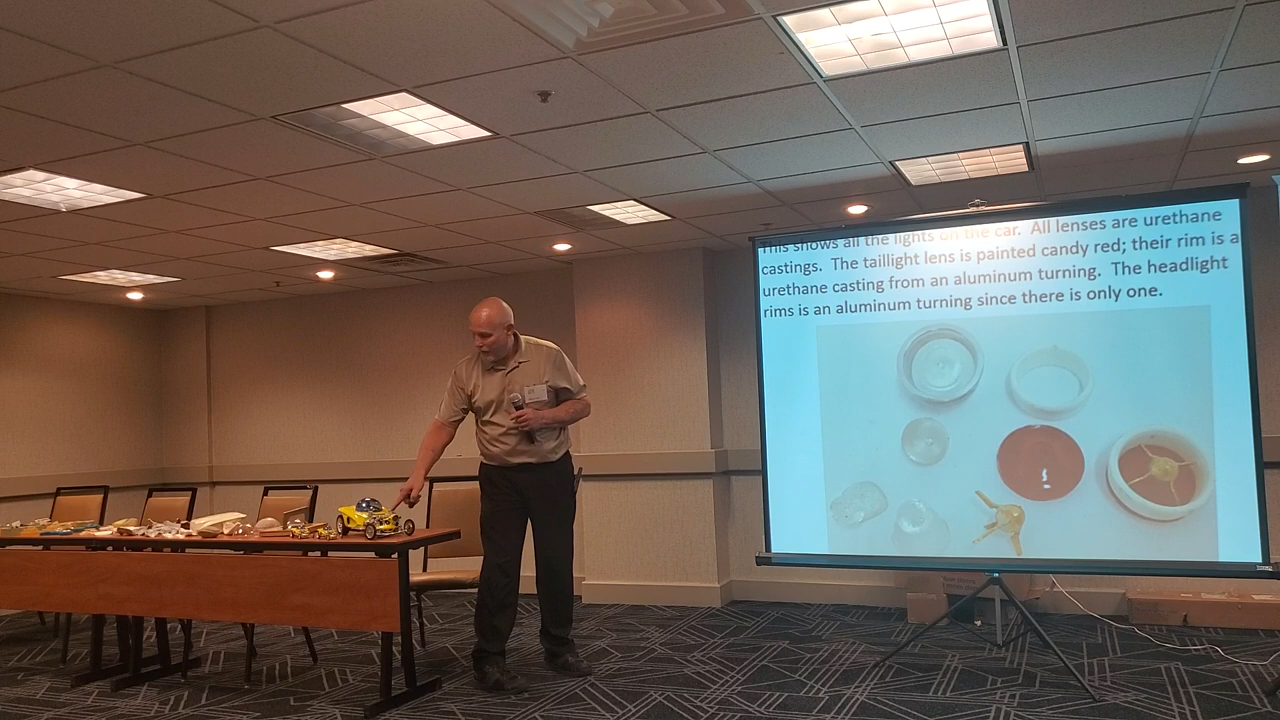 This shows all the lights on the car.  All lenses are urethane
castings.  The taillight lens is painted candy red; their rim is a
urethane casting from an aluminum turning.  The headlight
rims is an aluminum turning since there is only one.